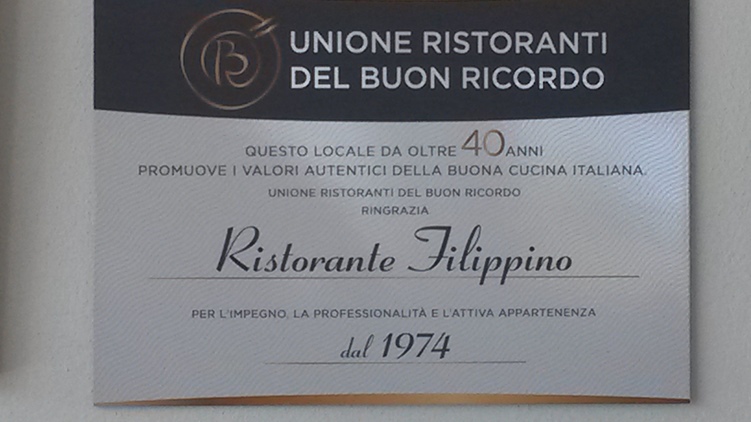 B
UNIONE RISTORANTI
DEL BUON RICORDO
QUESTO LOCALE DA OLTRE 40 ANNI
PROMUOVE I VALORI AUTENTICI DELLA BUONA CUCINA ITALIANA.
UNIONE RISTORANTI DEL BUON RICORDO
RINGRAZIA
Ristorante Filippino
PER L'IMPEGNO, LA PROFESSIONALITÀ E L'ATTIVA APPARTENENZA
dal 1974